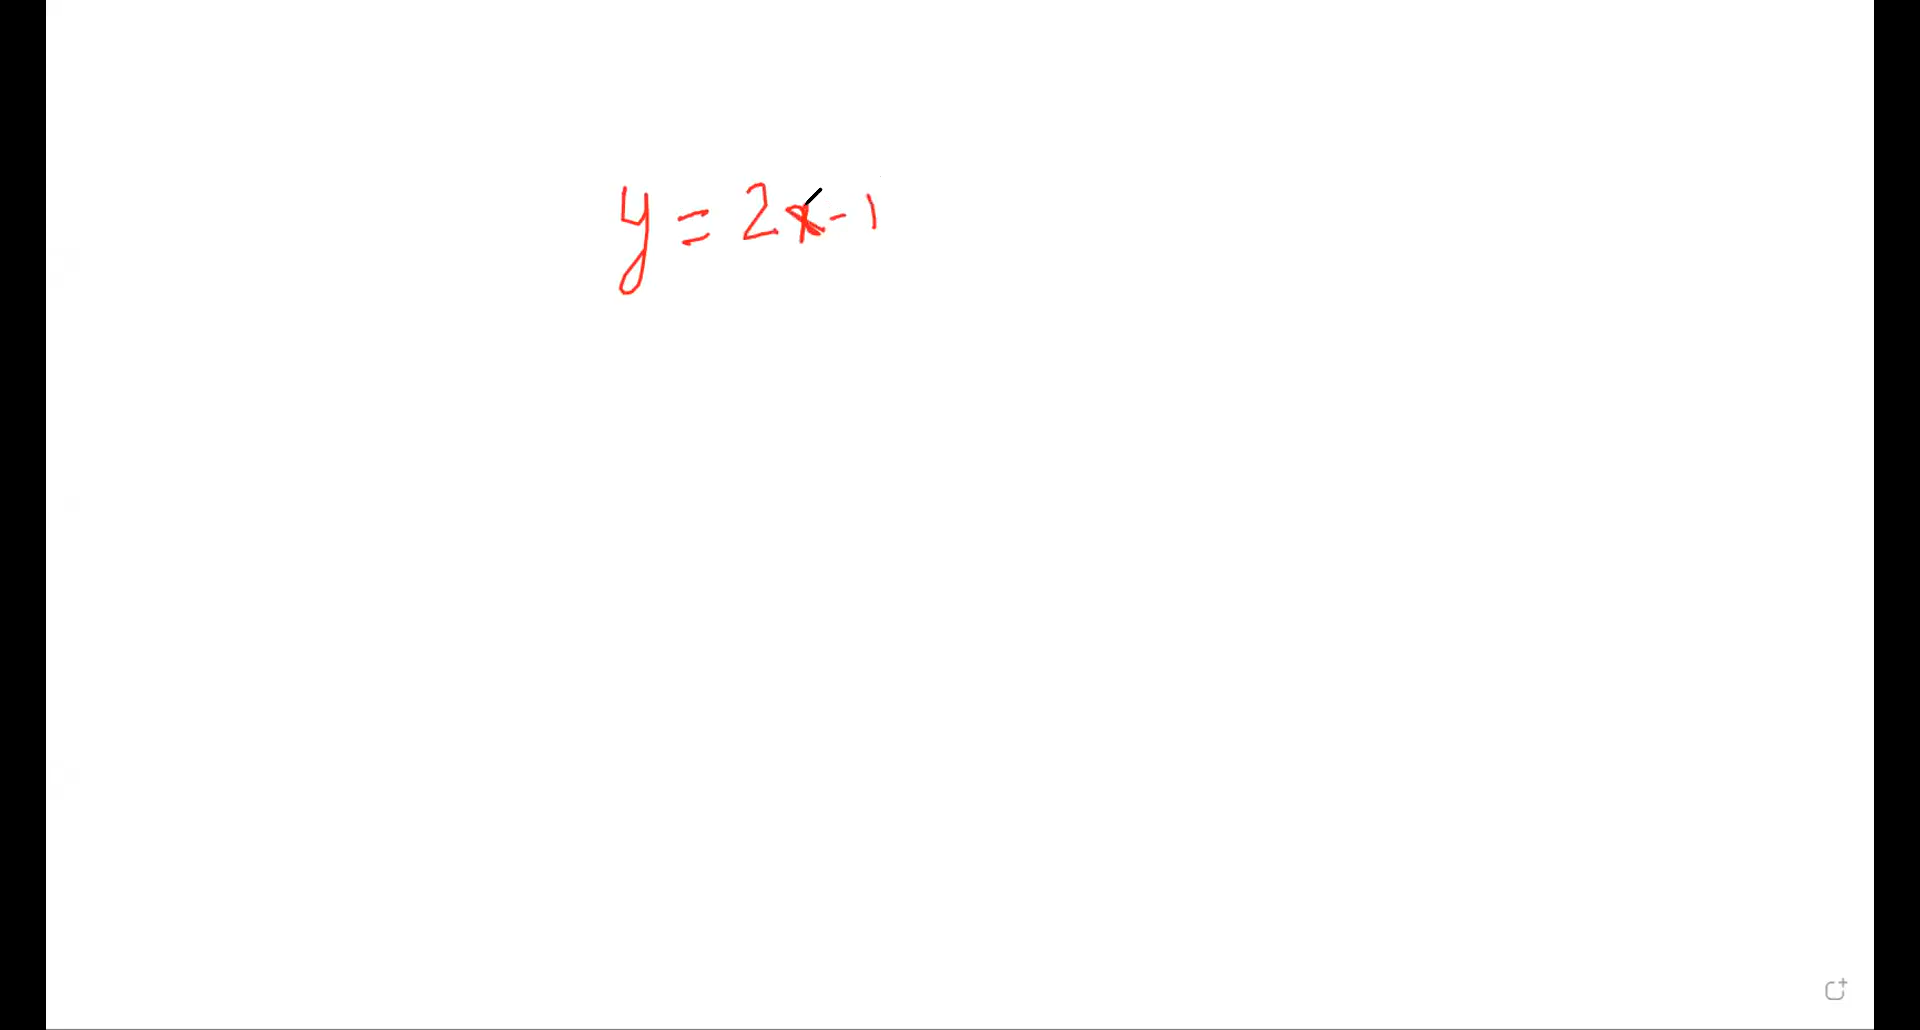 y = 2x - 1